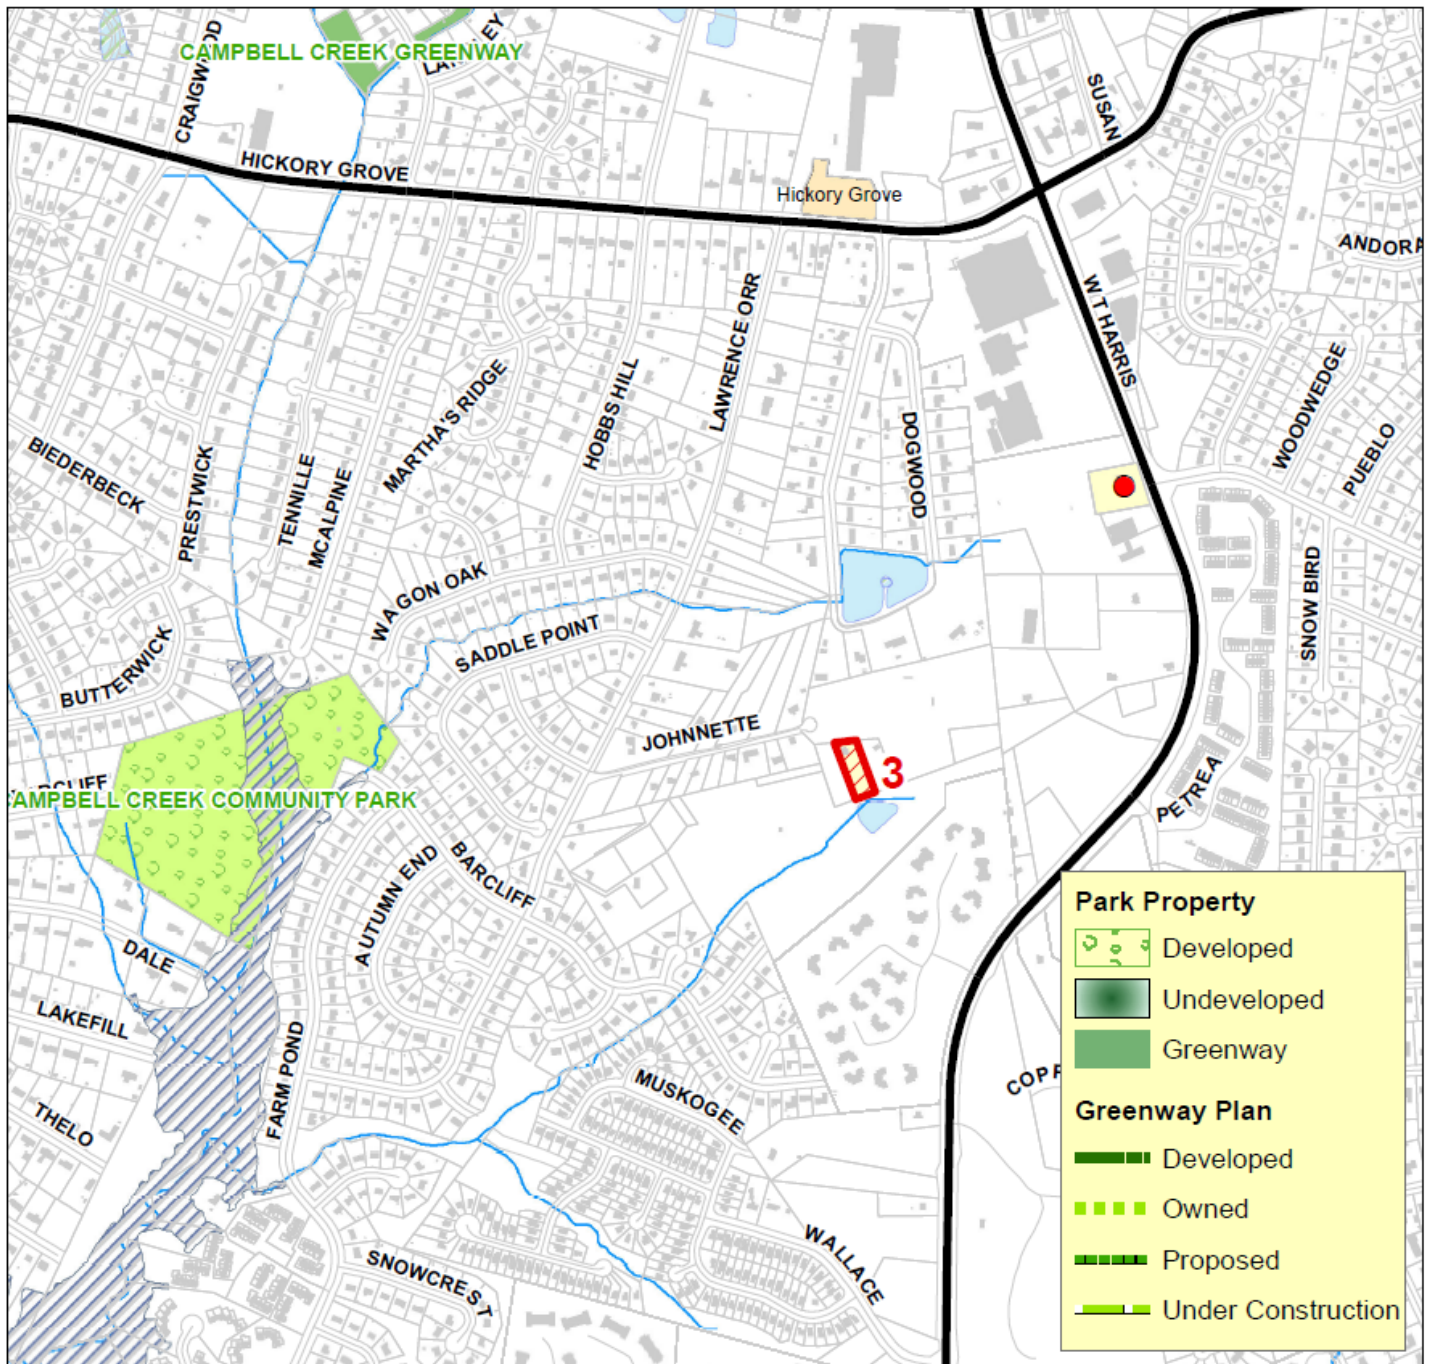 CAMPBELL CREEK GREENWAY
CRAIGWOOD
SUSAN
HICKORY GROVE
Hickory Grove
ANDORA
W T HARRIS
LAWRENCE ORR
HOBBS HILL
MARTHA'S RIDGE
WOODWEDGE
PUEBLO
DOGWOOD
BIEDERBECK
PRESTWICK
TENNILLE
MCALPINE
WAGON OAK
SADDLE POINT
SNOW BIRD
BUTTERWICK
JOHNNETTE
3
PETREA
AMPBELL CREEK COMMUNITY PARK
BARCLIFF
AUTUMN END
DALE
LAKEFILL
FARM POND
THELO
MUSKOGEE
COPP
WALLACE
SNOWCREST
Park Property
Developed
Undeveloped
Greenway
Greenway Plan
Developed
Owned
Proposed
Under Construction